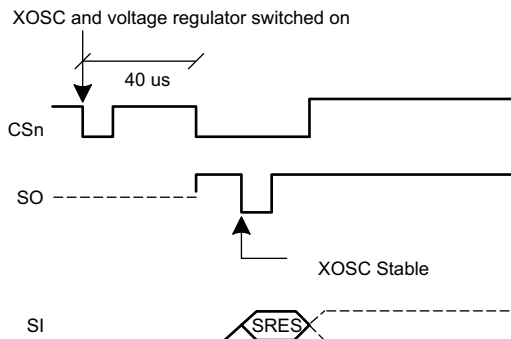 XOSC and voltage regulator switched on
40 us
CSn
SO
XOSC Stable
SI
SRES